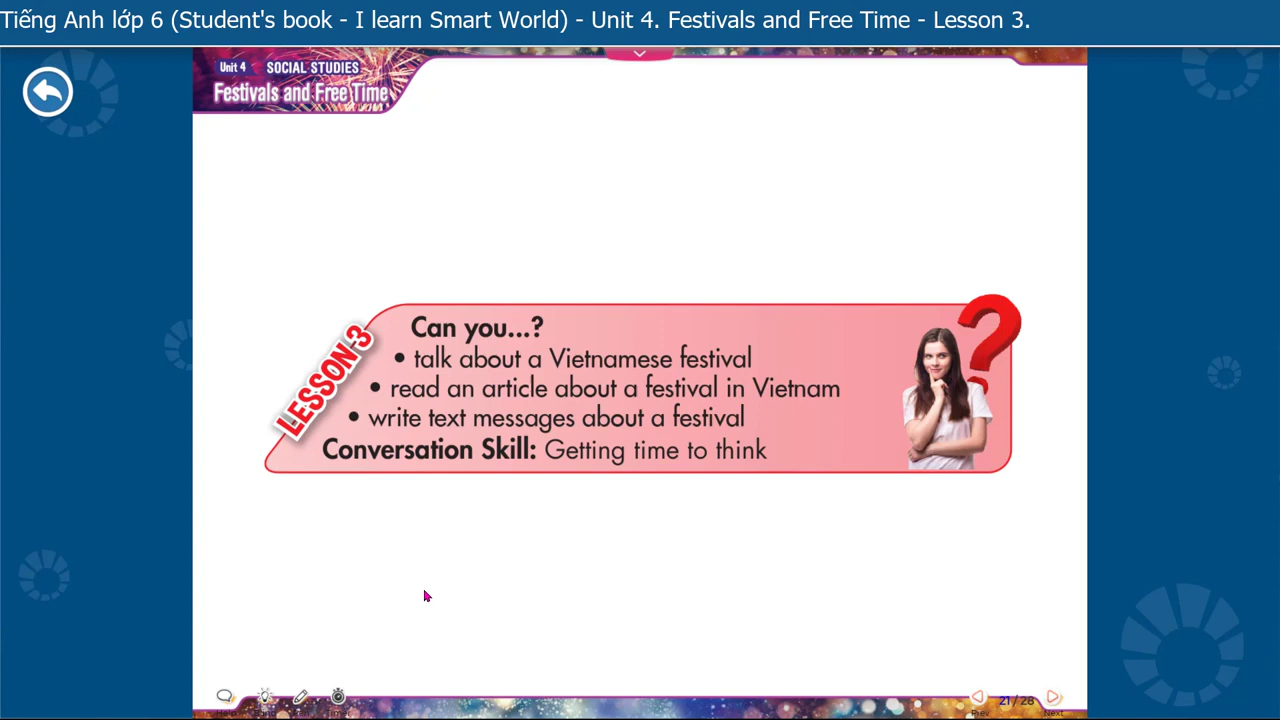 Tiếng Anh lớp 6 (Student's book - I learn Smart World) - Unit 4. Festivals and Free Time - Lesson 3.
Unit 4 SOCIAL STUDIES
Festivals and Free Time
LESSON 3
Can you...?
• talk about a Vietnamese festival
• read an article about a festival in Vietnam
• write text messages about a festival
Conversation Skill: Getting time to think
?
21 / 28
Prev
Next